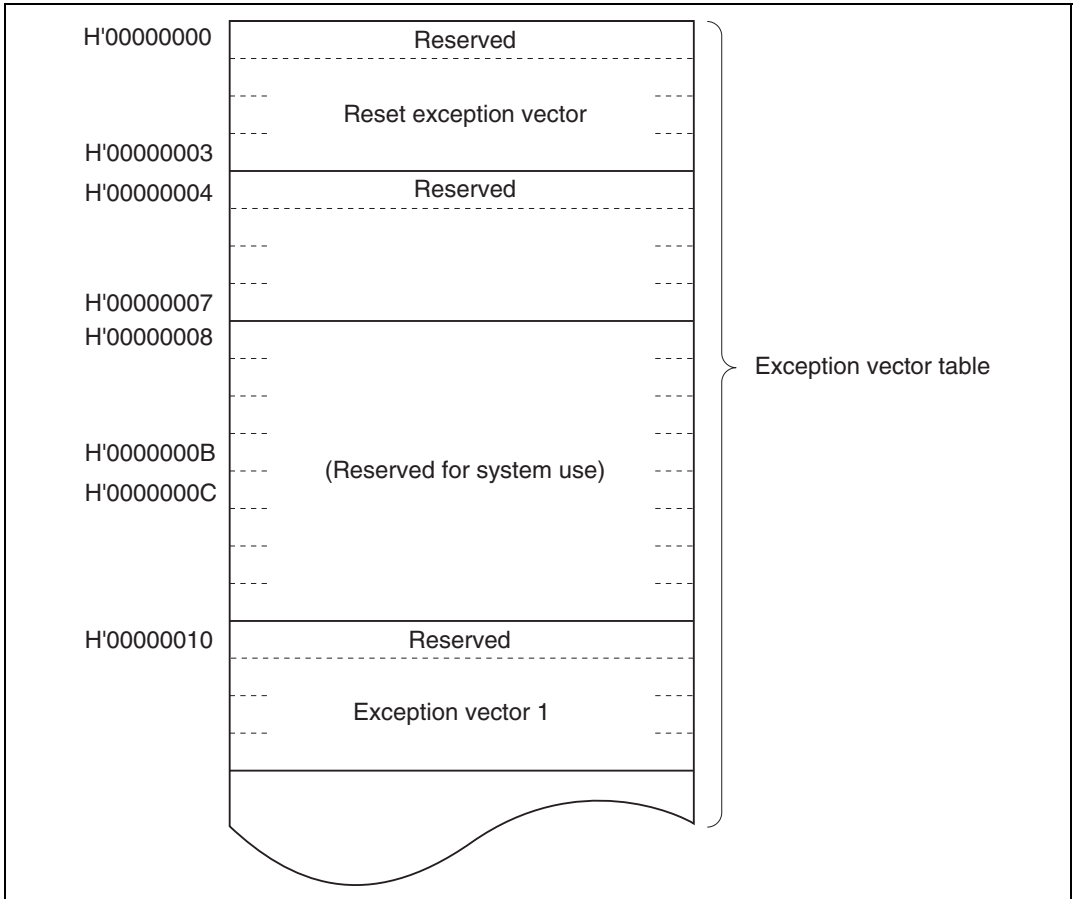 H'00000000 Reserved
Reset exception vector
H'00000003
H'00000004 Reserved
H'00000007
H'00000008
Exception vector table
H'0000000B
(Reserved for system use)
H'0000000C
H'00000010 Reserved
Exception vector 1